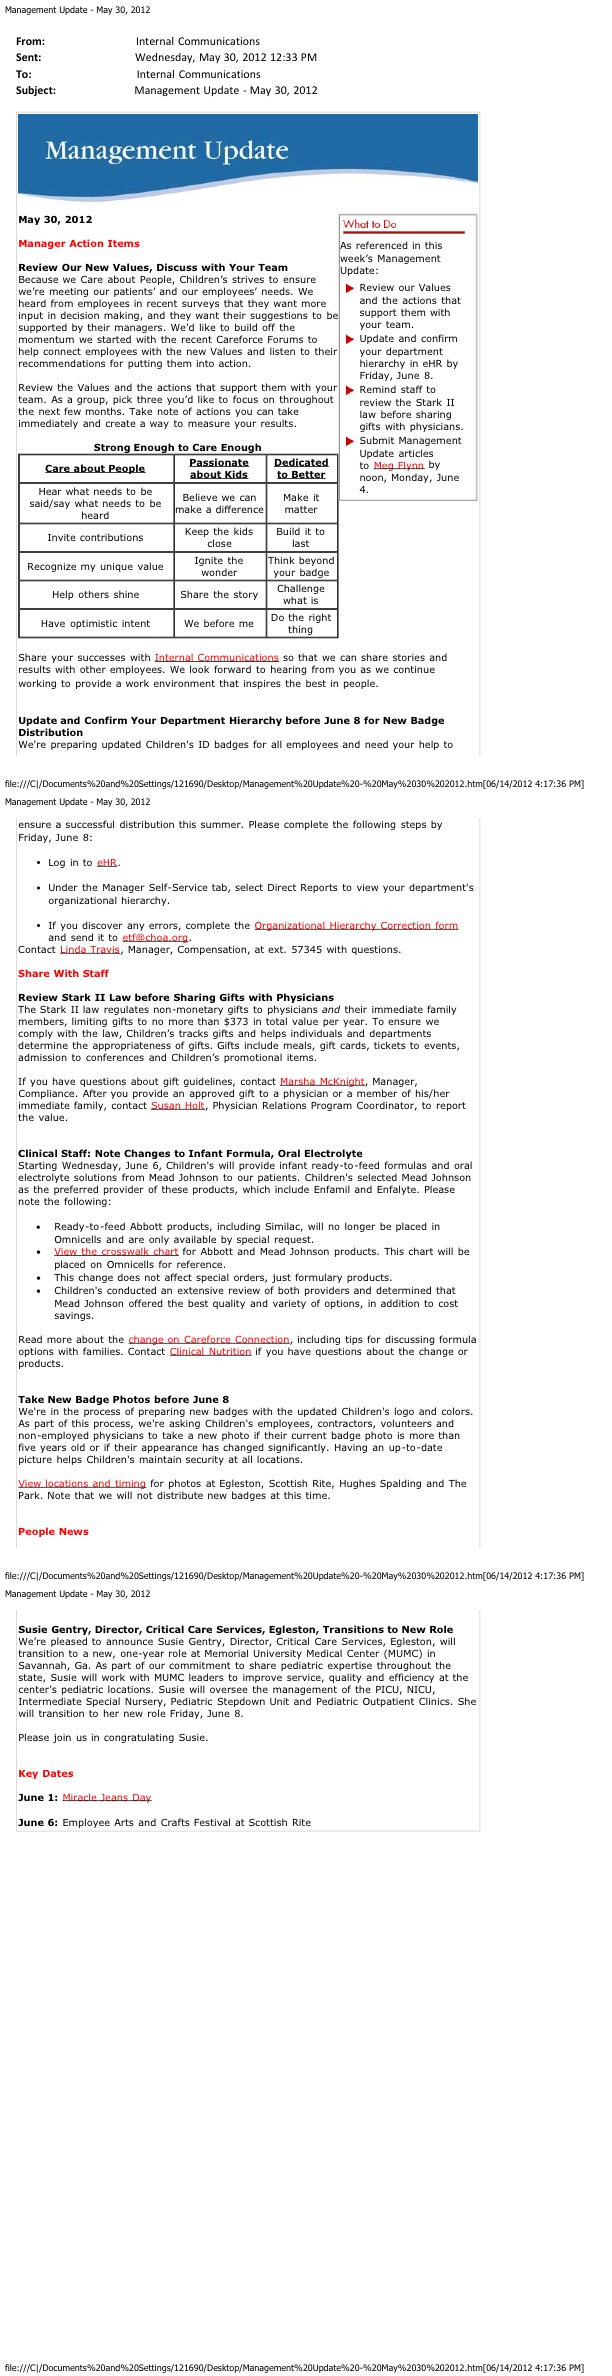 Management Update - May 30, 2012
From: Internal Communications
Sent: Wednesday, May 30, 2012 12:33 PM
To: Internal Communications
Subject: Management Update - May 30, 2012
Management Update
May 30, 2012
Manager Action Items
Review Our New Values, Discuss with Your Team
Because we Care about People, Children's strives to ensure
we're meeting our patients' and our employees' needs. We
heard from employees in recent surveys that they want more
input in decision making, and they want their suggestions to be
supported by their managers. We'd like to build off the
momentum we started with the recent Careforce Forums to
help connect employees with the new Values and listen to their
recommendations for putting them into action.
Review the Values and the actions that support them with your
team. As a group, pick three you'd like to focus on throughout
the next few months. Take note of actions you can take
immediately and create a way to measure your results.
What to Do
As referenced in this
week's Management
Update:
Review our Values
and the actions that
support them with
your team.
Update and confirm
your department
hierarchy in eHR by
Friday, June 8.
Remind staff to
review the Stark II
law before sharing
gifts with physicians.
Submit Management
Update articles
to Meg Flynn by
noon, Monday, June
4.
Strong Enough to Care Enough
Care about People | Passionate about Kids | Dedicated to Better
Hear what needs to be said/say what needs to be heard | Believe we can make a difference | Make it matter
Invite contributions | Keep the kids close | Build it to last
Recognize my unique value | Ignite the wonder | Think beyond your badge
Help others shine | Share the story | Challenge what is
Have optimistic intent | We before me | Do the right thing
Share your successes with Internal Communications so that we can share stories and
results with other employees. We look forward to hearing from you as we continue
working to provide a work environment that inspires the best in people.
Update and Confirm Your Department Hierarchy before June 8 for New Badge
Distribution
We're preparing updated Children's ID badges for all employees and need your help to
file:///C|/Documents%20and%20Settings/121690/Desktop/Management%20Update%20-%20May%2030%202012.htm[06/14/2012 4:17:36 PM]
Management Update - May 30, 2012
ensure a successful distribution this summer. Please complete the following steps by
Friday, June 8:
• Log in to eHR.
• Under the Manager Self-Service tab, select Direct Reports to view your department's
organizational hierarchy.
• If you discover any errors, complete the Organizational Hierarchy Correction form
and send it to etf@choa.org.
Contact Linda Travis, Manager, Compensation, at ext. 57345 with questions.
Share With Staff
Review Stark II Law before Sharing Gifts with Physicians
The Stark II law regulates non-monetary gifts to physicians and their immediate family
members, limiting gifts to no more than $373 in total value per year. To ensure we
comply with the law, Children's tracks gifts and helps individuals and departments
determine the appropriateness of gifts. Gifts include meals, gift cards, tickets to events,
admission to conferences and Children's promotional items.
If you have questions about gift guidelines, contact Marsha McKnight, Manager,
Compliance. After you provide an approved gift to a physician or a member of his/her
immediate family, contact Susan Holt, Physician Relations Program Coordinator, to report
the value.
Clinical Staff: Note Changes to Infant Formula, Oral Electrolyte
Starting Wednesday, June 6, Children's will provide infant ready-to-feed formulas and oral
electrolyte solutions from Mead Johnson to our patients. Children's selected Mead Johnson
as the preferred provider of these products, which include Enfamil and Enfalyte. Please
note the following:
• Ready-to-feed Abbott products, including Similac, will no longer be placed in
Omnicells and are only available by special request.
• View the crosswalk chart for Abbott and Mead Johnson products. This chart will be
placed on Omnicells for reference.
• This change does not affect special orders, just formulary products.
• Children's conducted an extensive review of both providers and determined that
Mead Johnson offered the best quality and variety of options, in addition to cost
savings.
Read more about the change on Careforce Connection, including tips for discussing formula
options with families. Contact Clinical Nutrition if you have questions about the change or
products.
Take New Badge Photos before June 8
We're in the process of preparing new badges with the updated Children's logo and colors.
As part of this process, we're asking Children's employees, contractors, volunteers and
non-employed physicians to take a new photo if their current badge photo is more than
five years old or if their appearance has changed significantly. Having an up-to-date
picture helps Children's maintain security at all locations.
View locations and timing for photos at Egleston, Scottish Rite, Hughes Spalding and The
Park. Note that we will not distribute new badges at this time.
People News
file:///C|/Documents%20and%20Settings/121690/Desktop/Management%20Update%20-%20May%2030%202012.htm[06/14/2012 4:17:36 PM]
Management Update - May 30, 2012
Susie Gentry, Director, Critical Care Services, Egleston, Transitions to New Role
We're pleased to announce Susie Gentry, Director, Critical Care Services, Egleston, will
transition to a new, one-year role at Memorial University Medical Center (MUMC) in
Savannah, Ga. As part of our commitment to share pediatric expertise throughout the
state, Susie will work with MUMC leaders to improve service, quality and efficiency at the
center's pediatric locations. Susie will oversee the management of the PICU, NICU,
Intermediate Special Nursery, Pediatric Stepdown Unit and Pediatric Outpatient Clinics. She
will transition to her new role Friday, June 8.
Please join us in congratulating Susie.
Key Dates
June 1: Miracle Jeans Day
June 6: Employee Arts and Crafts Festival at Scottish Rite
file:///C|/Documents%20and%20Settings/121690/Desktop/Management%20Update%20-%20May%2030%202012.htm[06/14/2012 4:17:36 PM]